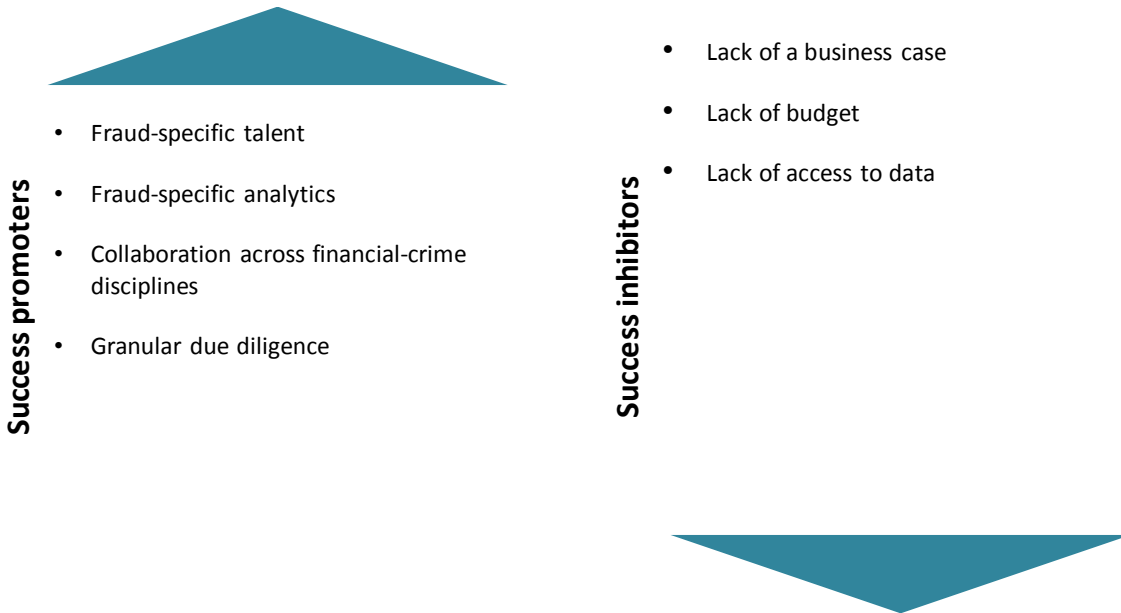 Success promoters
• Fraud-specific talent
• Fraud-specific analytics
• Collaboration across financial-crime
disciplines
• Granular due diligence
Success inhibitors
• Lack of a business case
• Lack of budget
• Lack of access to data